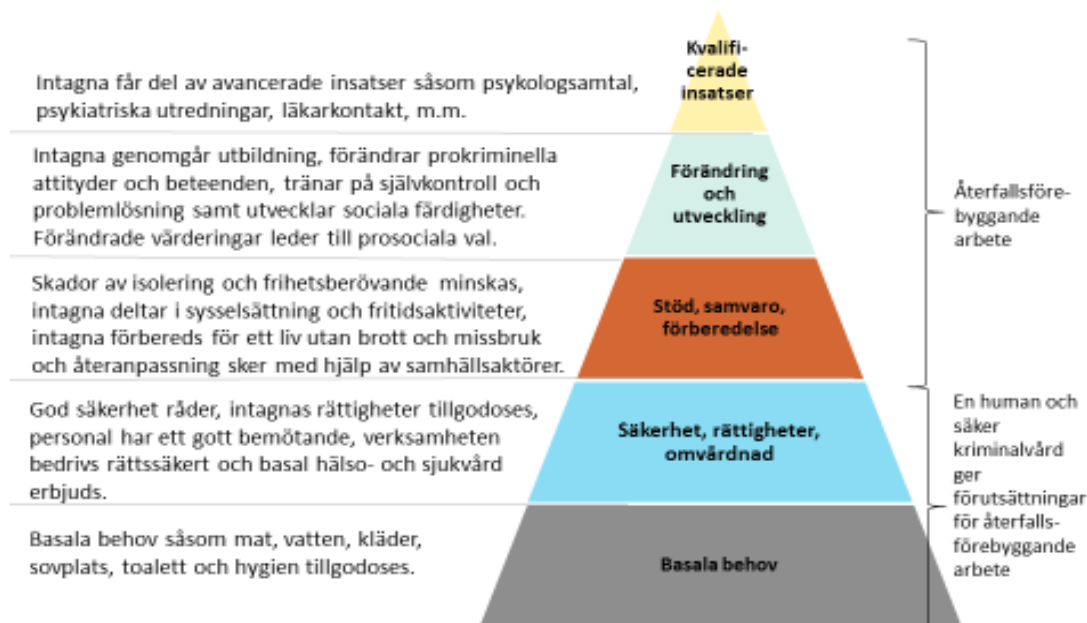 Kvalifi-
cerade
insatser
Intagna får del av avancerade insatser såsom psykologsamtal,
psykiatriska utredningar, läkarkontakt, m.m.
Intagna genomgår utbildning, förändrar prokriminella
attityder och beteenden, tränar på självkontroll och
problemlösning samt utvecklar sociala färdigheter.
Förändrade värderingar leder till prosociala val.
Förändring
och
utveckling
Återfallsföre-
byggande
arbete
Skador av isolering och frihetsberövande minskas,
intagna deltar i sysselsättning och fritidsaktiviteter,
intagna förbereds för ett liv utan brott och missbruk
och återanpassning sker med hjälp av samhällsaktörer.
Stöd, samvaro,
förberedelse
God säkerhet råder, intagnas rättigheter tillgodoses,
personal har ett gott bemötande, verksamheten
bedrivs rättssäkert och basal hälso- och sjukvård
erbjuds.
Säkerhet, rättigheter,
omvårdnad
En human och
säker
kriminalvård
ger
förutsättningar
för återfalls-
förebyggande
arbete
Basala behov såsom mat, vatten, kläder,
sovplats, toalett och hygien tillgodoses.
Basala behov